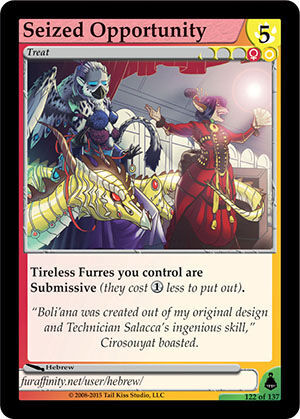 Seized Opportunity 5
Treat
Tireless Furres you control are
Submissive (they cost 1 less to put out).
"Boli'ana was created out of my original design
and Technician Salacca's ingenious skill,"
Cirosouyat boasted.
Hebrew
furaffinity.net/user/hebrew/
© 2008-2015 Tail Kiss Studio, LLC
122 of 137